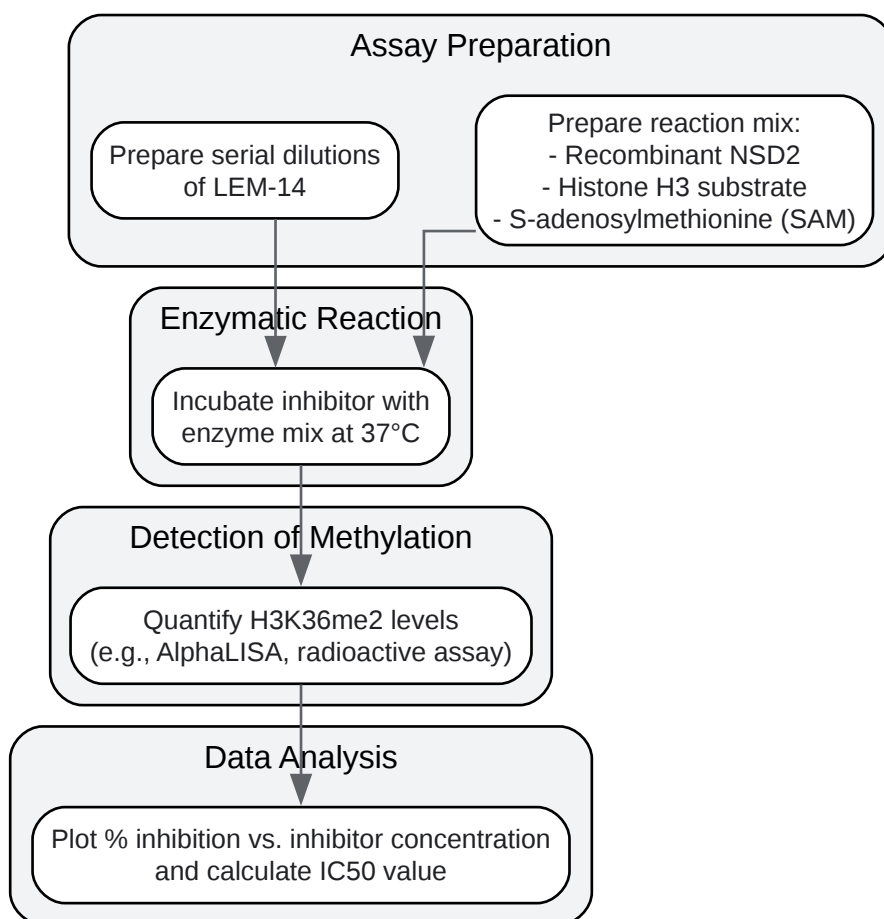 Assay Preparation
Prepare serial dilutions
of LEM-14
Prepare reaction mix:
- Recombinant NSD2
- Histone H3 substrate
- S-adenosylmethionine (SAM)
Enzymatic Reaction
Incubate inhibitor with
enzyme mix at 37°C
Detection of Methylation
Quantify H3K36me2 levels
(e.g., AlphaLISA, radioactive assay)
Data Analysis
Plot % inhibition vs. inhibitor concentration
and calculate IC50 value